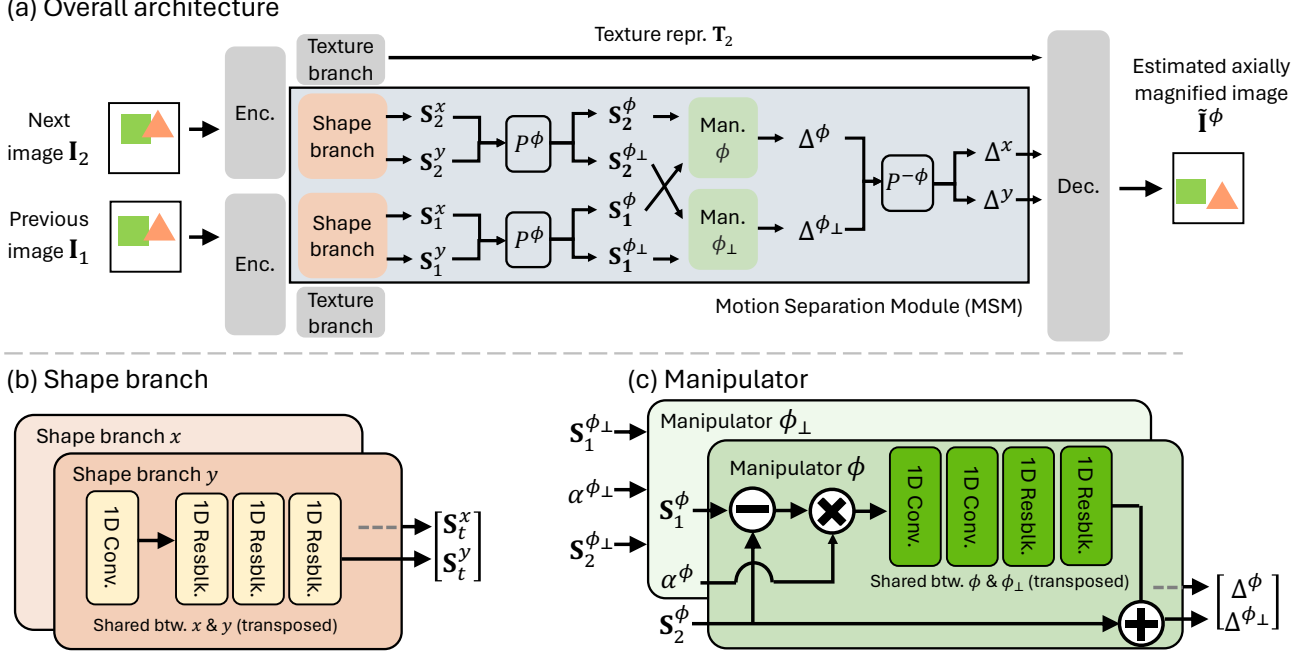 (a) Overall architecture
Texture
branch
Texture repr. T₂
Estimated axially
magnified image
Ĩ^ϕ
Next
image I₂
Enc.
Shape
branch
S₂^x
S₂^y
P^ϕ
S₂^ϕ
S₂^ϕ⊥
Man.
ϕ
Δ^ϕ
P^−ϕ
Δ^x
Δ^y
Dec.
Previous
image I₁
Enc.
Shape
branch
S₁^x
S₁^y
P^ϕ
S₁^ϕ
S₁^ϕ⊥
Man.
ϕ⊥
Δ^ϕ⊥
Texture
branch
Motion Separation Module (MSM)
(b) Shape branch
Shape branch x
Shape branch y
1D Conv.
1D Resblk.
1D Resblk.
1D Resblk.
Shared btw. x & y (transposed)
S_t^x
S_t^y
(c) Manipulator
S₁^ϕ⊥
α^ϕ⊥
S₂^ϕ⊥
Manipulator ϕ⊥
Manipulator ϕ
S₁^ϕ
α^ϕ
S₂^ϕ
1D Conv.
1D Conv.
1D Resblk.
1D Resblk.
Shared btw. ϕ & ϕ⊥ (transposed)
Δ^ϕ
Δ^ϕ⊥